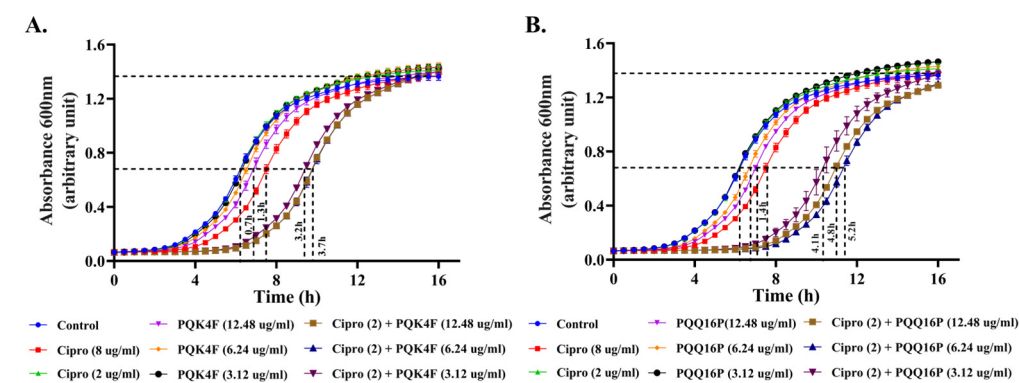 A.
B.
1.6
1.2
0.8
0.4
0.0
Absorbance 600nm
(arbitrary unit)
0.7h
1.3h
3.2h
3.7h
0
4
8
12
16
Time (h)
1.6
1.2
0.8
0.4
0.0
Absorbance 600nm
(arbitrary unit)
1.4h
4.1h
4.8h
5.2h
0
4
8
12
16
Time (h)
Control
PQK4F (12.48 ug/ml)
Cipro (2) + PQK4F (12.48 ug/ml)
Cipro (8 ug/ml)
PQK4F (6.24 ug/ml)
Cipro (2) + PQK4F (6.24 ug/ml)
Cipro (2 ug/ml)
PQK4F (3.12 ug/ml)
Cipro (2) + PQK4F (3.12 ug/ml)
Control
PQQ16P(12.48 ug/ml)
Cipro (2) + PQQ16P (12.48 ug/ml)
Cipro (8 ug/ml)
PQQ16P (6.24 ug/ml)
Cipro (2) + PQQ16P (6.24 ug/ml)
Cipro (2 ug/ml)
PQQ16P (3.12 ug/ml)
Cipro (2) + PQQ16P (3.12 ug/ml)